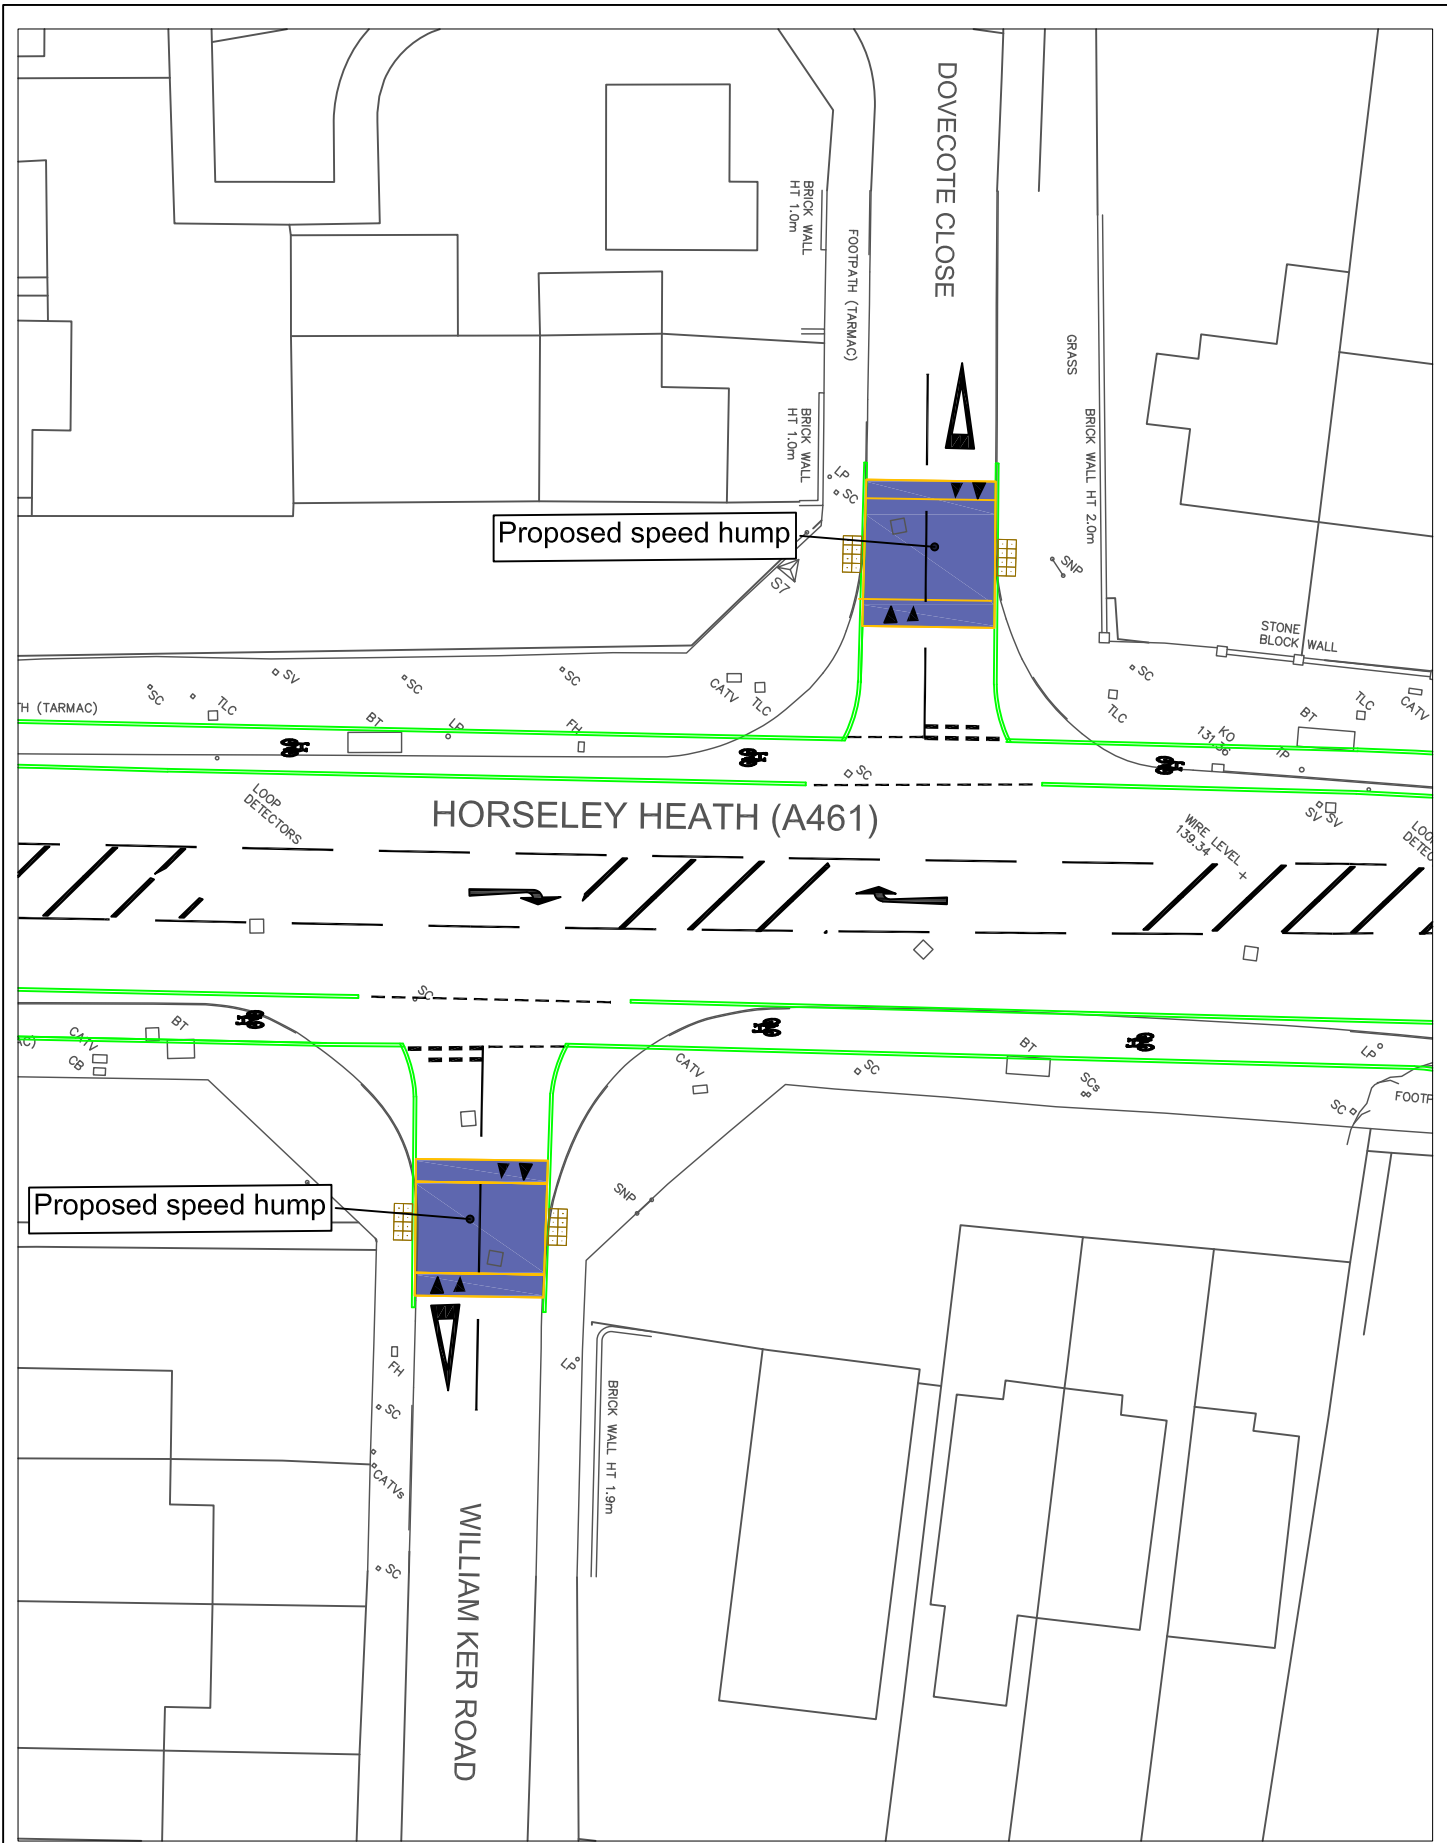 DOVECOTE CLOSE
BRICK WALL
HT 1.0m
FOOTPATH (TARMAC)
GRASS
BRICK WALL
HT 1.0m
BRICK WALL HT 2.0m
LP
SC
Proposed speed hump
S7
SNP
STONE
BLOCK WALL
SC
SV
SC
SC
CATV
TLC
SC
TLC
TLC
CATV
TH (TARMAC)
TLC
BT
LP
FH
KO
131.36
BT
SC
SV
SV
LOOP
DETECTORS
HORSELEY HEATH (A461)
WIRE LEVEL
139.34
+
LOOP
DETEC
SC
BT
CATV
CB
AC)
CATV
SC
BT
SCs
LP
SC
FOOTP
SNP
Proposed speed hump
FH
LP
SC
BRICK WALL HT 1.9m
CATVs
SC
WILLIAM KER ROAD